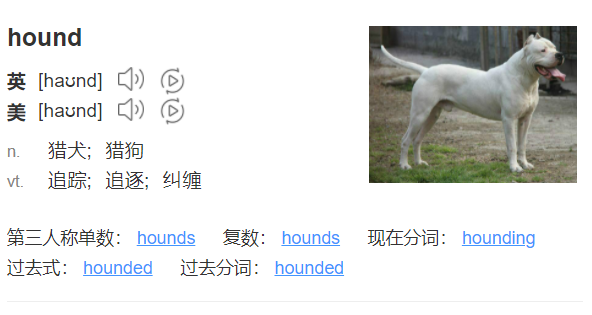 hound
英 [haʊnd]
美 [haʊnd]
n. 猎犬；猎狗
vt. 追踪；追逐；纠缠
第三人称单数： hounds 复数： hounds 现在分词： hounding
过去式： hounded 过去分词： hounded